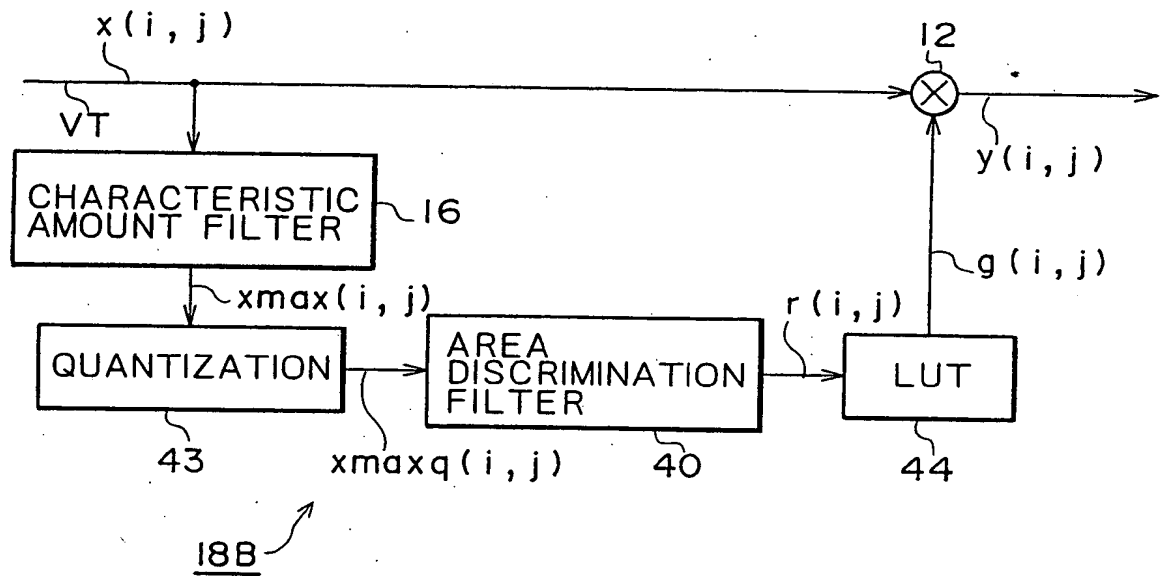 x(i,j)
12
VT
y(i,j)
CHARACTERISTIC
AMOUNT FILTER
16
g(i,j)
xmax(i,j)
r(i,j)
QUANTIZATION
AREA
DISCRIMINATION
FILTER
LUT
43
xmaxq(i,j)
40
44
18B